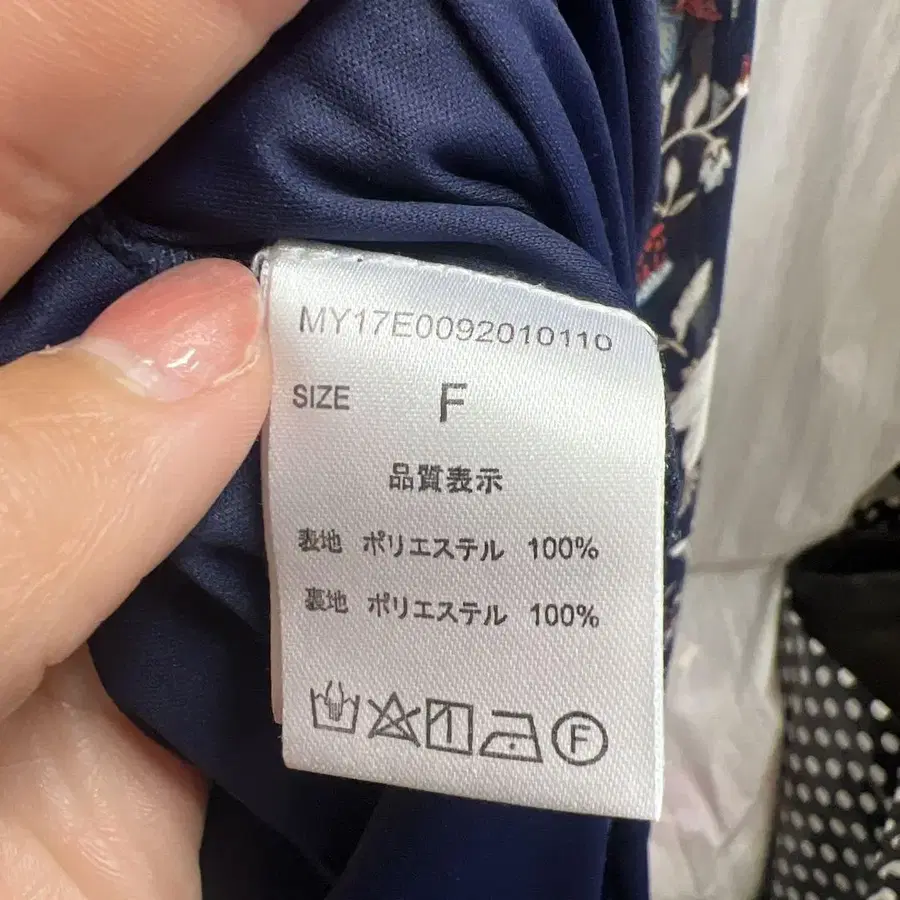 MY17E0092010110
SIZE F
品質表示
表地 ポリエステル 100%
裏地 ポリエステル 100%
F